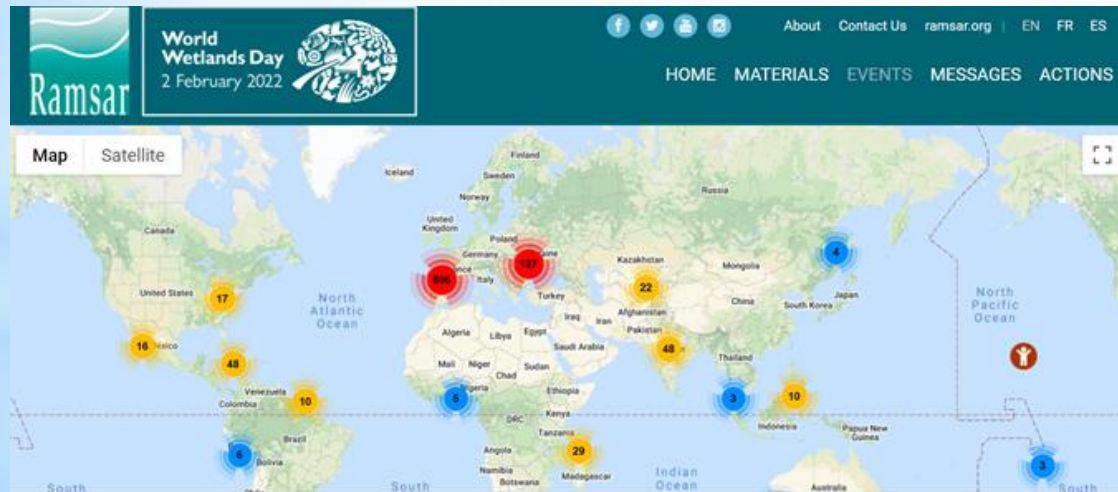 About Contact Us ramsar.org | EN FR ES
World
Wetlands Day
2 February 2022
Ramsar
HOME MATERIALS EVENTS MESSAGES ACTIONS
Map Satellite
Iceland
Finland
Sweden
Norway
Russia
United
Kingdom
Canada
Poland
Germany
Kazakhstan
Mongolia
4
Italy
137
22
United States
17
North
Atlantic
Ocean
Turkey
Afghanistan
China
South Korea
Japan
North
Pacific
Ocean
Iraq
Iran
Pakistan
Algeria
Libya
Egypt
Saudi Arabia
16
48
48
Mali
Niger
Chad
Sudan
Thailand
Venezuela
Colombia
10
5
Ethiopia
3
10
DRC
Kenya
Indonesia
Papua New
Guinea
Tanzania
Brazil
6
Bolivia
Angola
29
Namibia
Botswana
Madagascar
Indian
Ocean
Australia
3
South
South
South